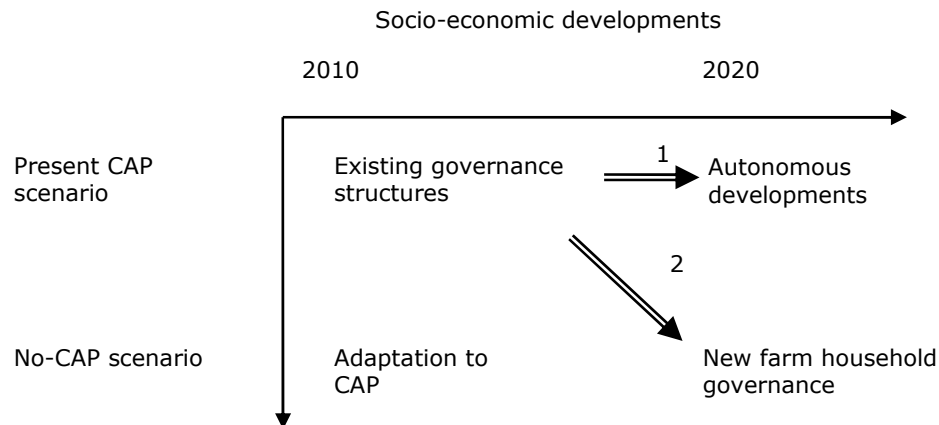 Socio-economic developments
2010 2020
Present CAP
scenario
Existing governance
structures
1
Autonomous
developments
2
No-CAP scenario
Adaptation to
CAP
New farm household
governance